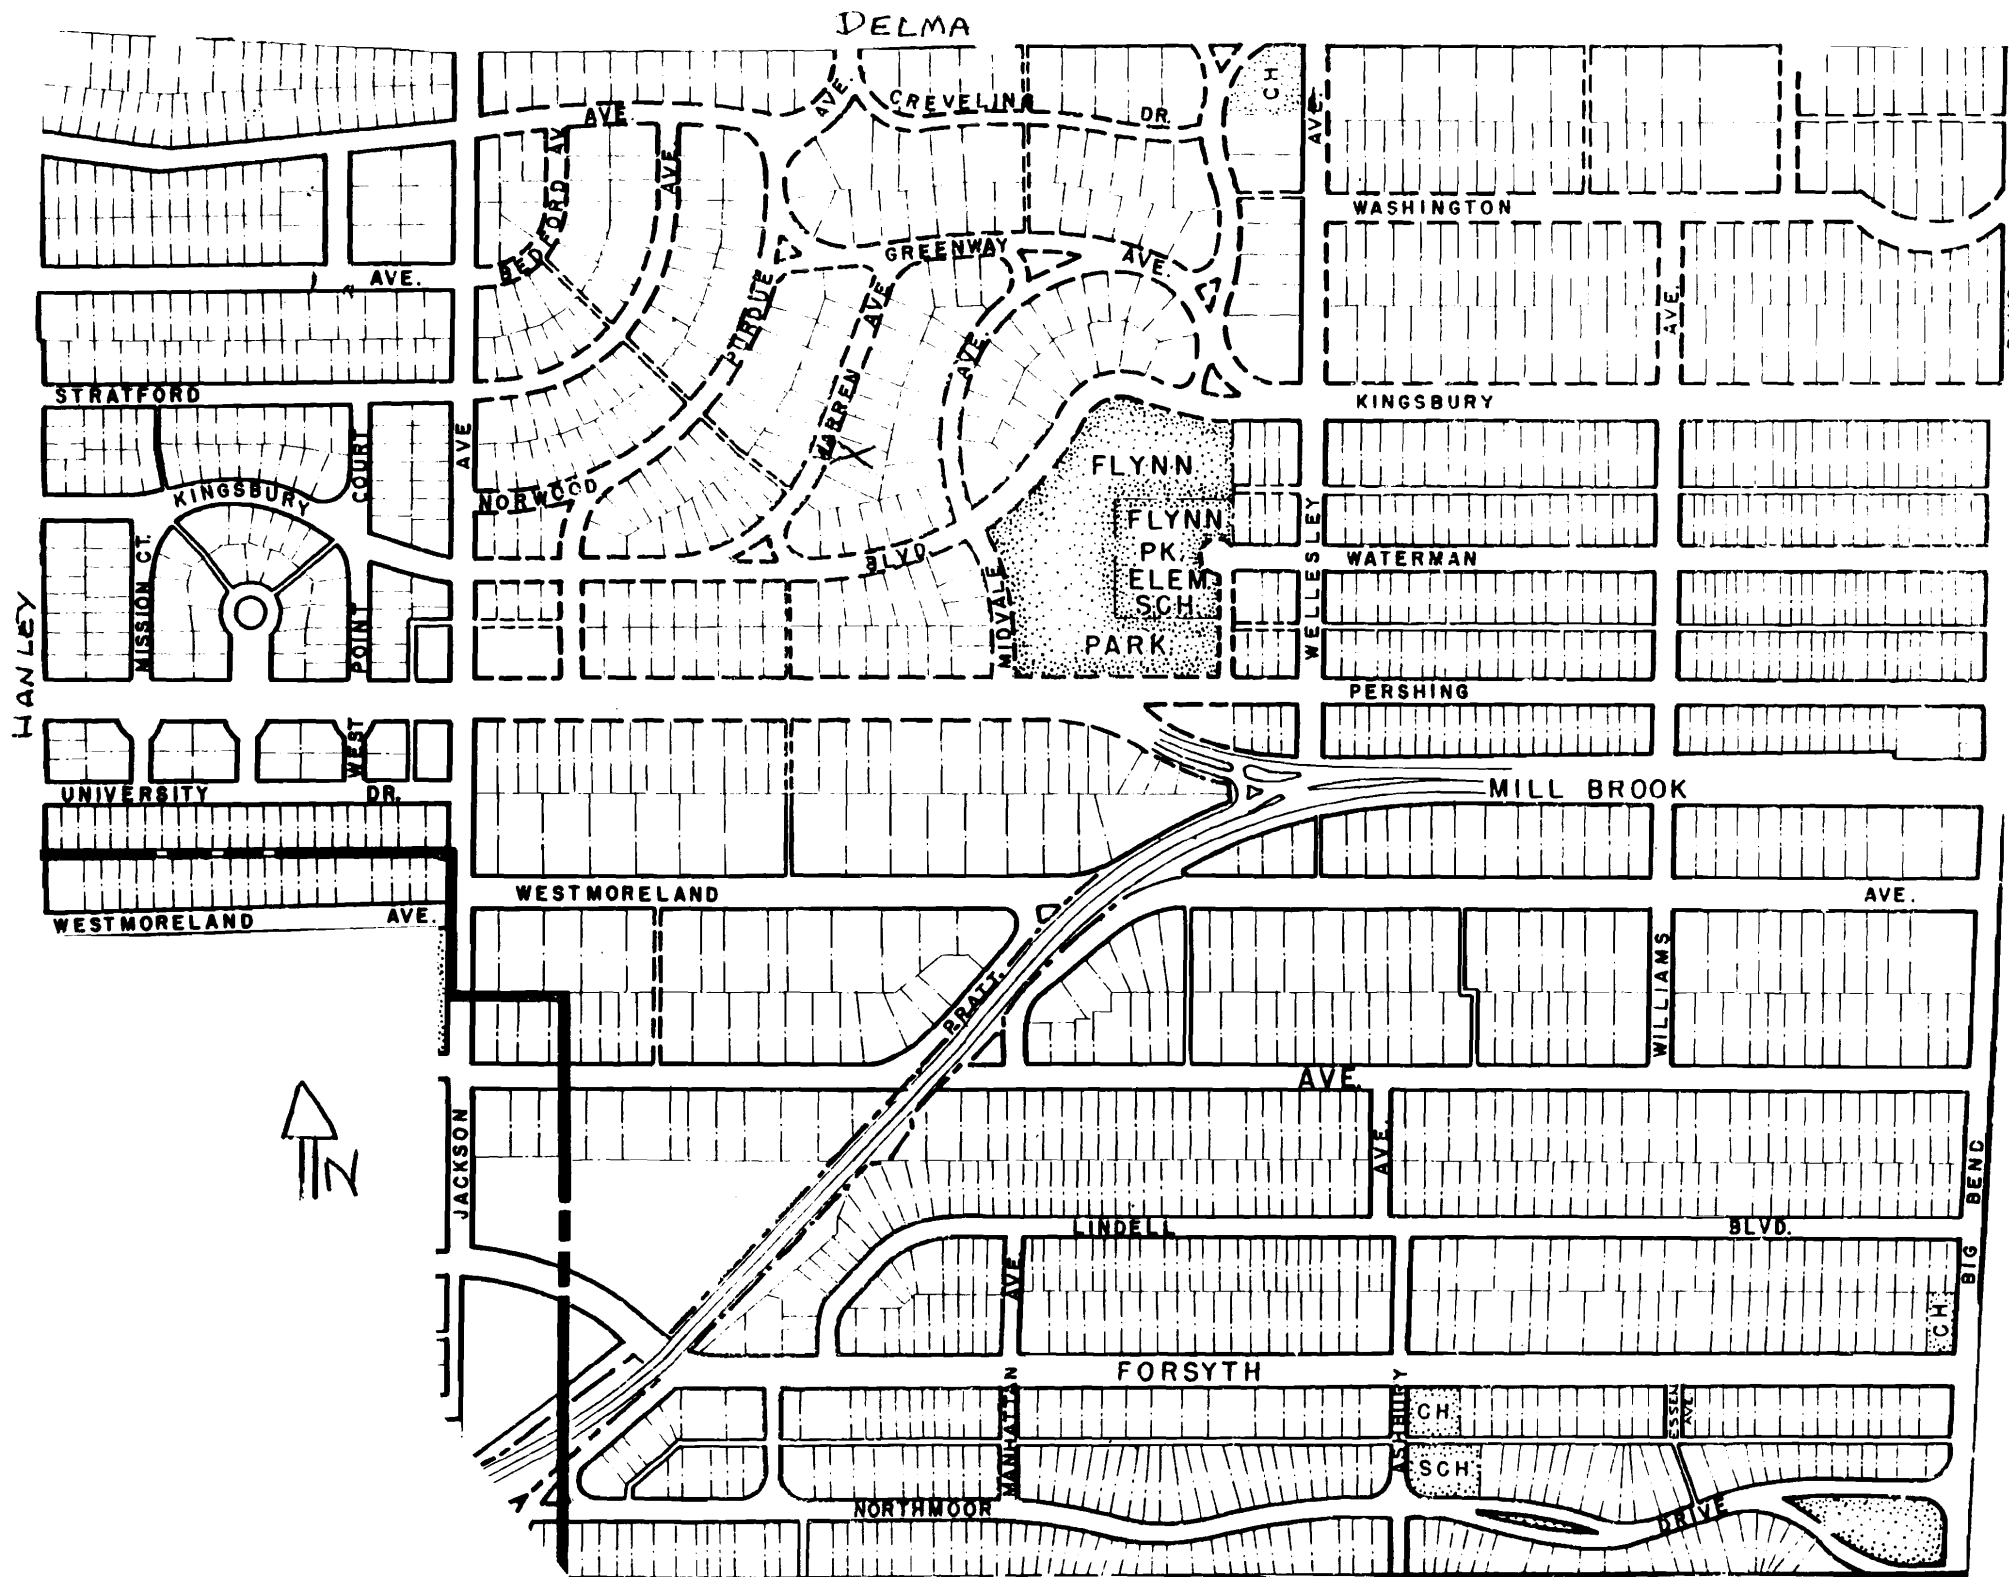 DELMA
CH
CREVELING
DR.
AVE.
AVE.
AVE.
BEDFORD AV
AVE
WASHINGTON
GREENWAY
AVE.
AVE.
PURDUE
WARREN AVE
AVE.
AVE.
STRATFORD
KINGSBURY
AVE
COURT
KINGSBURY
NORWOOD
FLYNN
FLYNN
PK.
ELEM
SCH.
PARK
BLVD
WATERMAN
WELLESLEY
MISSION CT.
POINT
MIDVALE
HANLEY
PERSHING
WEST
UNIVERSITY
DR.
MILL BROOK
WESTMORELAND
AVE.
WESTMORELAND
AVE.
WILLIAMS
PRATT.
AVE.
N
JACKSON
AVE.
BIG BEND
LINDELL
BLVD.
AVE
CH
FORSYTH
MANHATTAN
ASHBURY
CH
ESSEN
AVE
SCH
NORTHMOOR
DRIVE